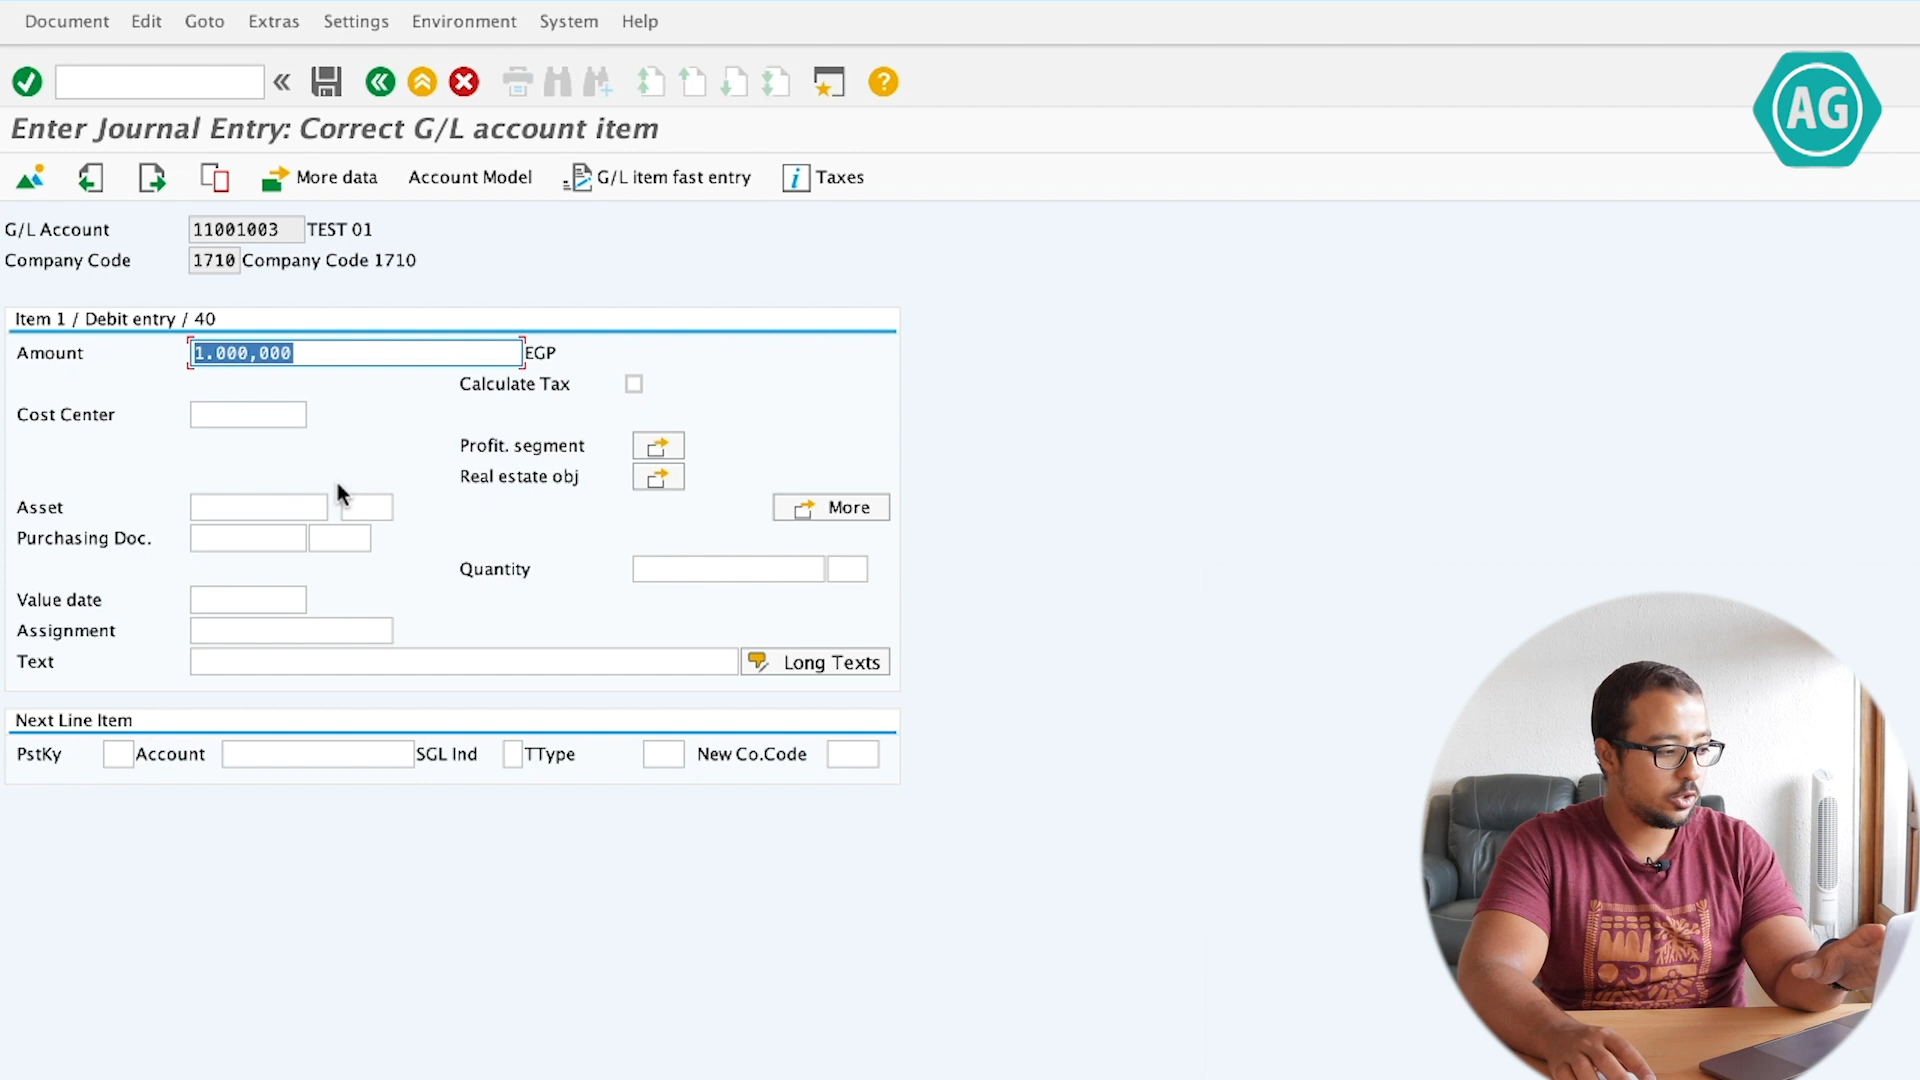 Document Edit Goto Extras Settings Environment System Help
AG
Enter Journal Entry: Correct G/L account item
More data Account Model G/L item fast entry Taxes
G/L Account 11001003 TEST 01
Company Code 1710 Company Code 1710
Item 1 / Debit entry / 40
Amount 1.000,000 EGP
Calculate Tax
Cost Center
Profit. segment
Real estate obj
Asset More
Purchasing Doc.
Quantity
Value date
Assignment
Text Long Texts
Next Line Item
PstKy Account SGL Ind TType New Co.Code